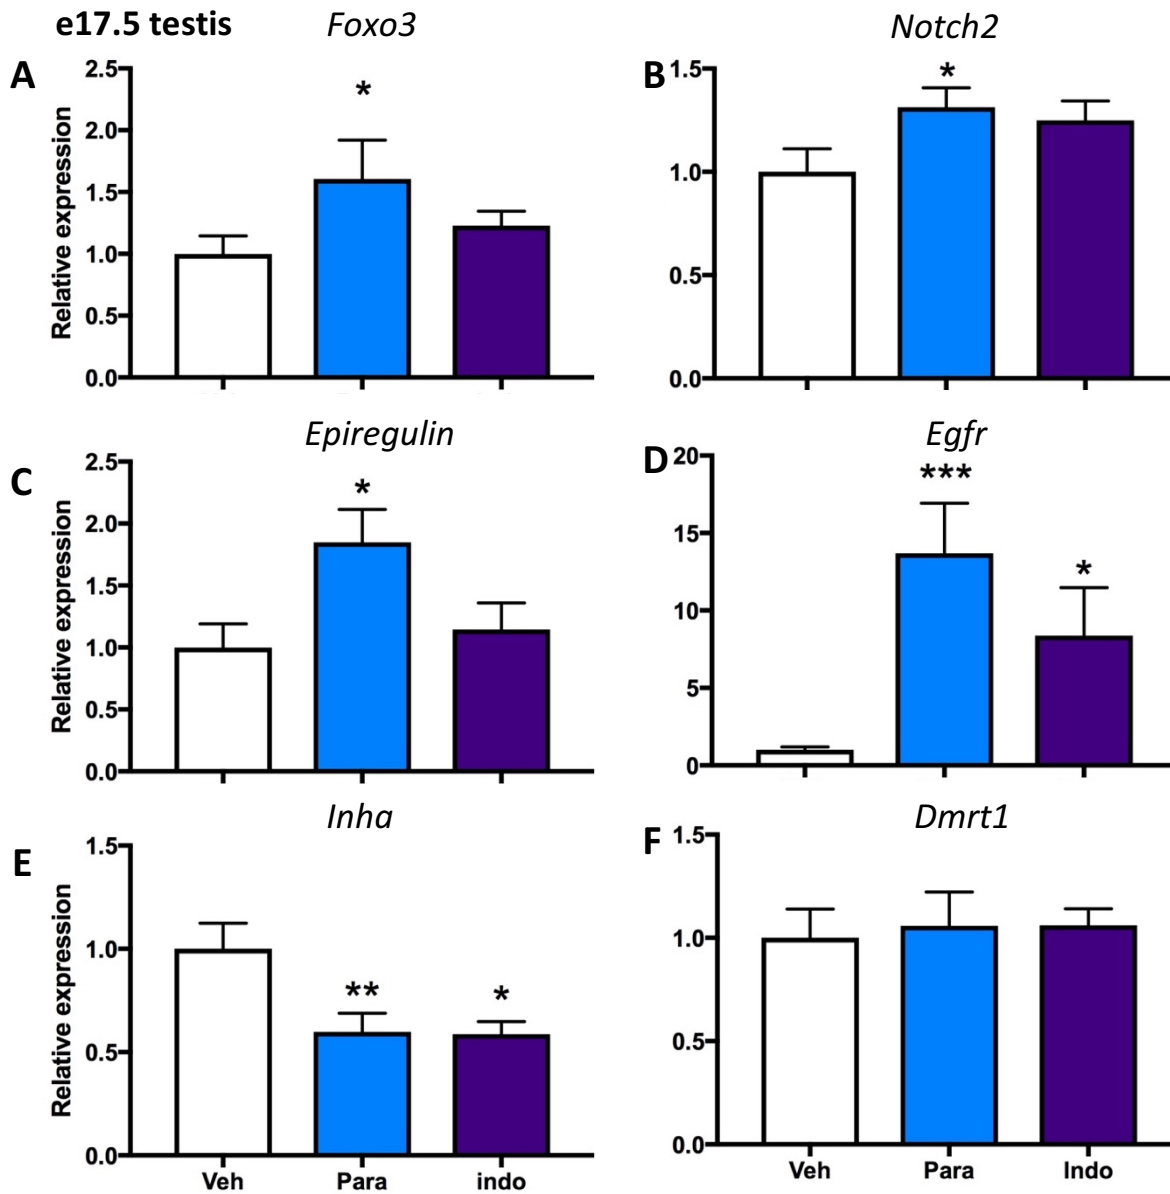 e17.5 testis
Foxo3
Notch2
A
2.5
2.0
1.5
1.0
0.5
0.0
Relative expression
*
B
1.5
1.0
0.5
0.0
*
Epiregulin
Egfr
C
2.5
2.0
1.5
1.0
0.5
0.0
Relative expression
*
D
20
15
10
5
0
***
*
Inha
Dmrt1
E
1.5
1.0
0.5
0.0
Relative expression
**
*
Veh Para indo
F
1.5
1.0
0.5
0.0
Veh Para Indo